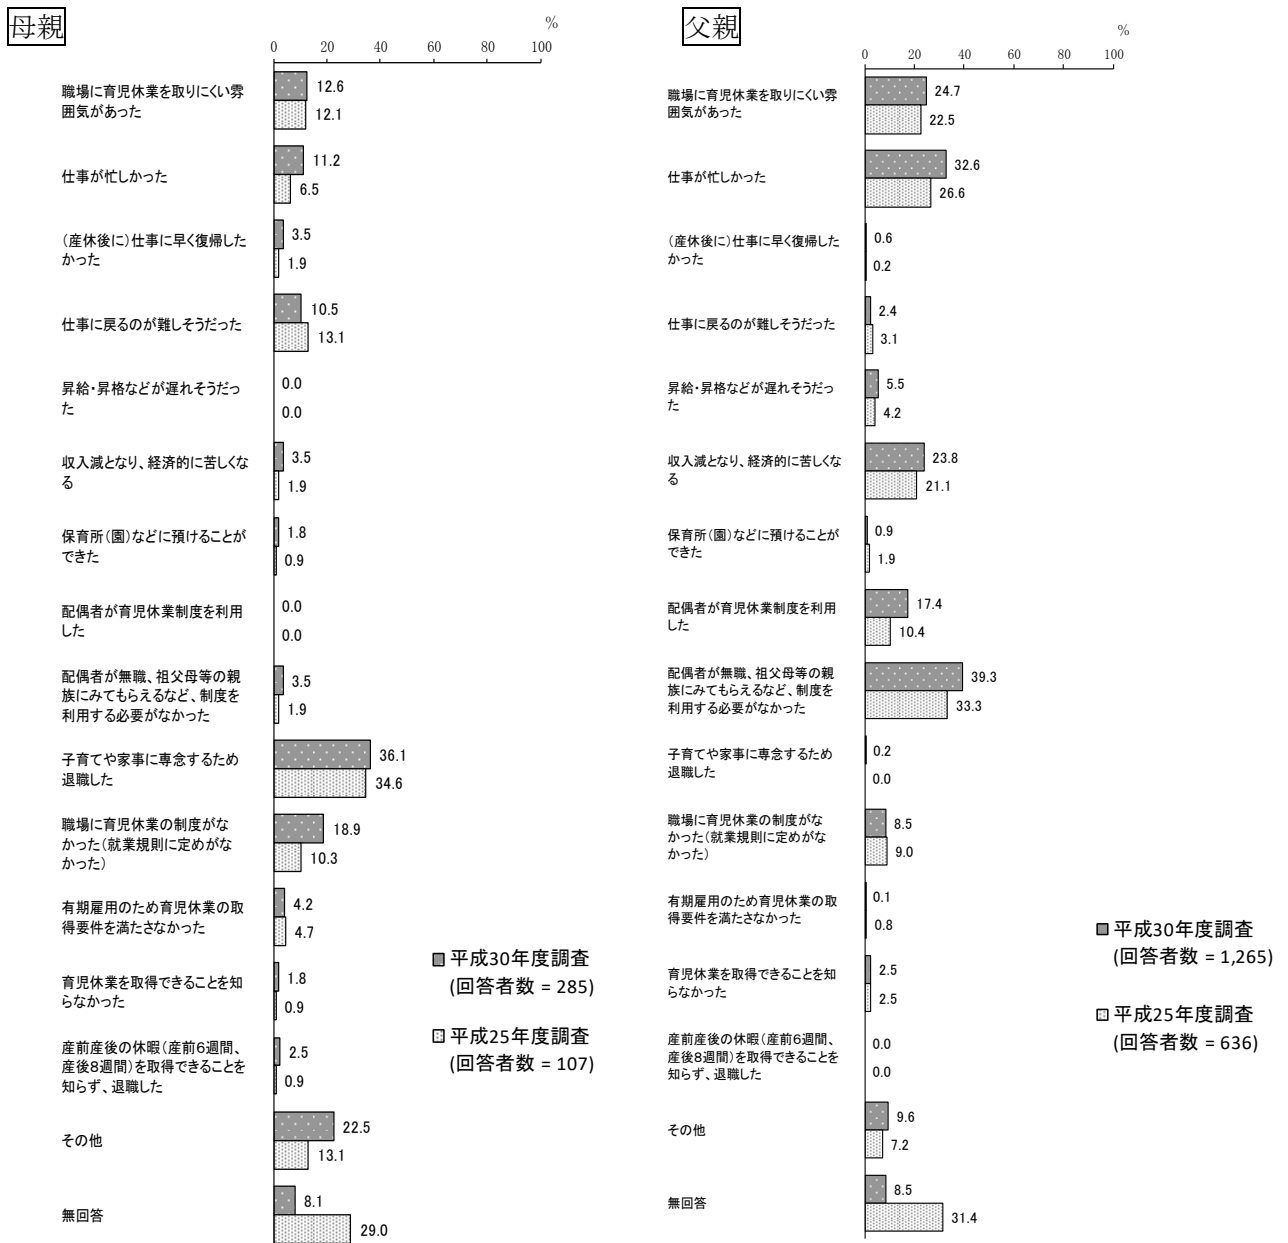 母親
%
0 20 40 60 80 100
職場に育児休業を取りにくい雰
囲気があった
12.6
12.1
仕事が忙しかった
11.2
6.5
(産休後に)仕事に早く復帰した
かった
3.5
1.9
仕事に戻るのが難しそうだった
10.5
13.1
昇給・昇格などが遅れそうだっ
た
0.0
0.0
収入減となり、経済的に苦しくな
る
3.5
1.9
保育所(園)などに預けることが
できた
1.8
0.9
配偶者が育児休業制度を利用
した
0.0
0.0
配偶者が無職、祖父母等の親
族にみてもらえるなど、制度を
利用する必要がなかった
3.5
1.9
子育てや家事に専念するため
退職した
36.1
34.6
職場に育児休業の制度がな
かった(就業規則に定めがな
かった)
18.9
10.3
有期雇用のため育児休業の取
得要件を満たさなかった
4.2
4.7
育児休業を取得できることを知
らなかった
1.8
0.9
産前産後の休暇(産前6週間、
産後8週間)を取得できることを
知らず、退職した
2.5
0.9
その他
22.5
13.1
無回答
8.1
29.0
平成30年度調査
(回答者数 = 285)
平成25年度調査
(回答者数 = 107)
父親
%
0 20 40 60 80 100
職場に育児休業を取りにくい雰
囲気があった
24.7
22.5
仕事が忙しかった
32.6
26.6
(産休後に)仕事に早く復帰した
かった
0.6
0.2
仕事に戻るのが難しそうだった
2.4
3.1
昇給・昇格などが遅れそうだっ
た
5.5
4.2
収入減となり、経済的に苦しくな
る
23.8
21.1
保育所(園)などに預けることが
できた
0.9
1.9
配偶者が育児休業制度を利用
した
17.4
10.4
配偶者が無職、祖父母等の親
族にみてもらえるなど、制度を
利用する必要がなかった
39.3
33.3
子育てや家事に専念するため
退職した
0.2
0.0
職場に育児休業の制度がな
かった(就業規則に定めがな
かった)
8.5
9.0
有期雇用のため育児休業の取
得要件を満たさなかった
0.1
0.8
育児休業を取得できることを知
らなかった
2.5
2.5
産前産後の休暇(産前6週間、
産後8週間)を取得できることを
知らず、退職した
0.0
0.0
その他
9.6
7.2
無回答
8.5
31.4
平成30年度調査
(回答者数 = 1,265)
平成25年度調査
(回答者数 = 636)